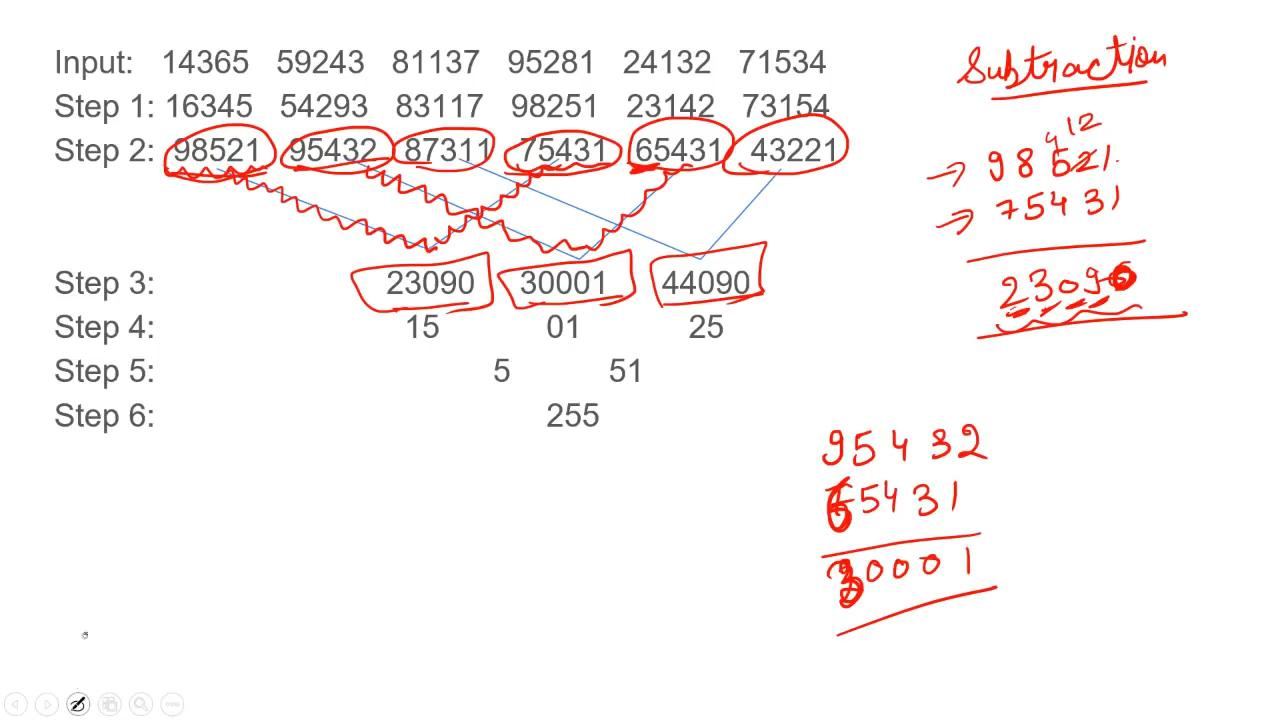 Input: 14365 59243 81137 95281 24132 71534
Step 1: 16345 54293 83117 98251 23142 73154
Step 2: 98521 95432 87311 75431 65431 43221
Step 3: 23090 30001 44090
Step 4: 15 01 25
Step 5: 5 51
Step 6: 255
Subtraction
4 12
98521
75431
23090
95432
65431
30001